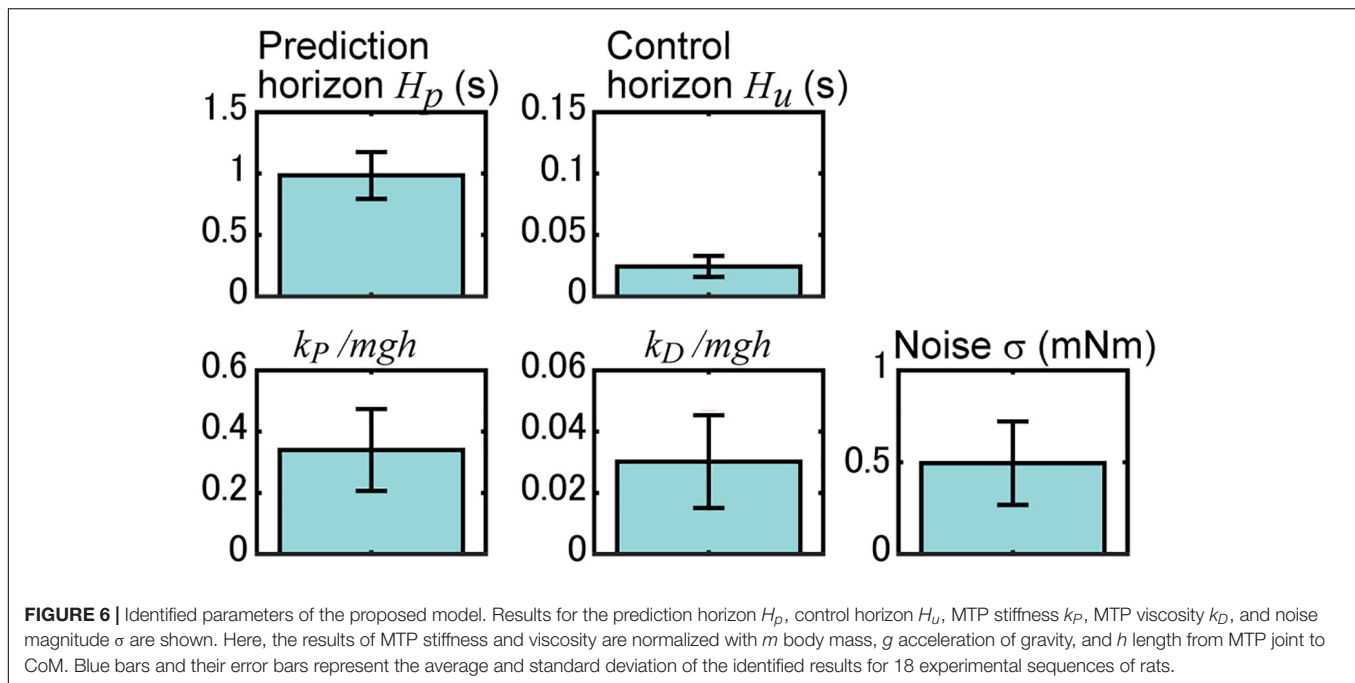 Prediction
horizon Hp (s)
1.5
1
0.5
0
Control
horizon Hu (s)
0.15
0.1
0.05
0
kP /mgh
0.6
0.4
0.2
0
kD /mgh
0.06
0.04
0.02
0
Noise σ (mNm)
1
0.5
0
FIGURE 6 | Identified parameters of the proposed model. Results for the prediction horizon Hp, control horizon Hu, MTP stiffness kP, MTP viscosity kD, and noise
magnitude σ are shown. Here, the results of MTP stiffness and viscosity are normalized with m body mass, g acceleration of gravity, and h length from MTP joint to
CoM. Blue bars and their error bars represent the average and standard deviation of the identified results for 18 experimental sequences of rats.